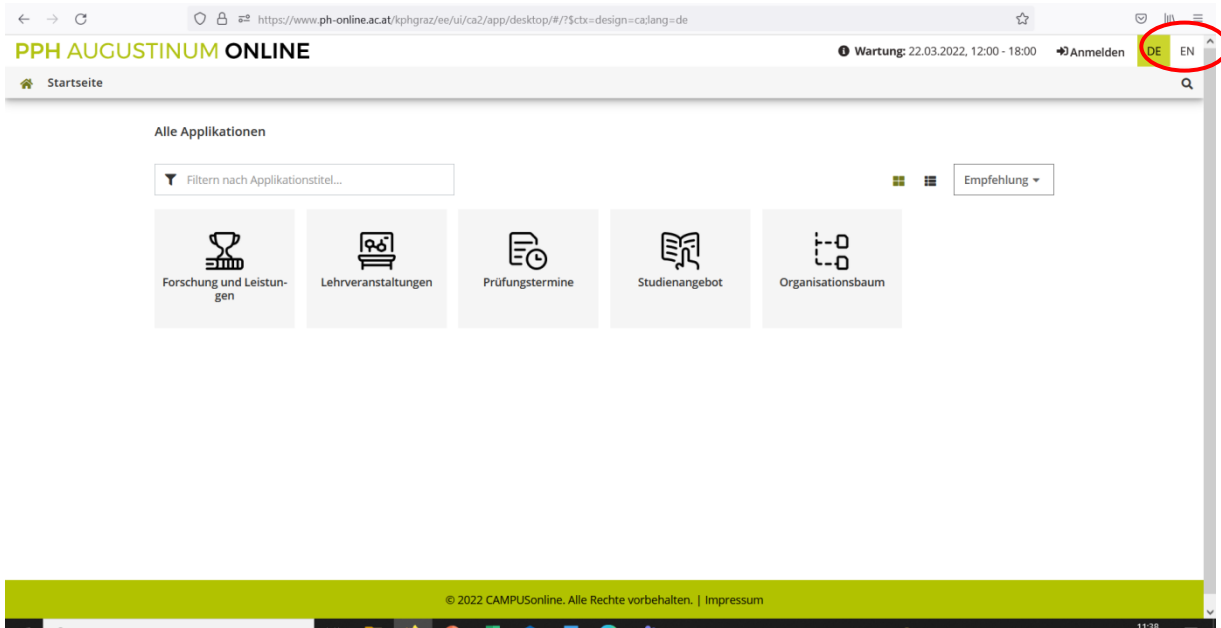 https://www.ph-online.ac.at/kphgraz/ee/ui/ca2/app/desktop/#/?$ctx=design=ca;lang=de
PPH AUGUSTINUM ONLINE
Wartung: 22.03.2022, 12:00 - 18:00 Anmelden DE EN
Startseite
Alle Applikationen
Filtern nach Applikationstitel...
Empfehlung
Forschung und Leistun-
gen
Lehrveranstaltungen
Prüfungstermine
Studienangebot
Organisationsbaum
© 2022 CAMPUSonline. Alle Rechte vorbehalten. | Impressum
11:38